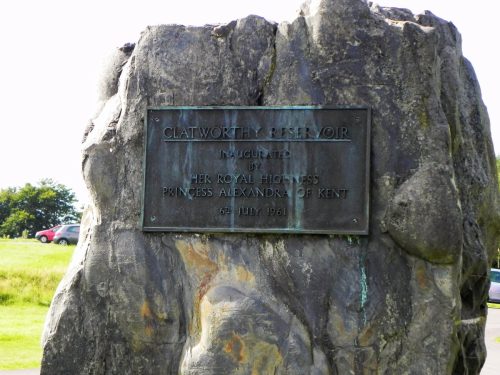 CLATWORTHY RESERVOIR
INAUGURATED
BY
HER ROYAL HIGHNESS
PRINCESS ALEXANDRA OF KENT
6TH JULY 1961